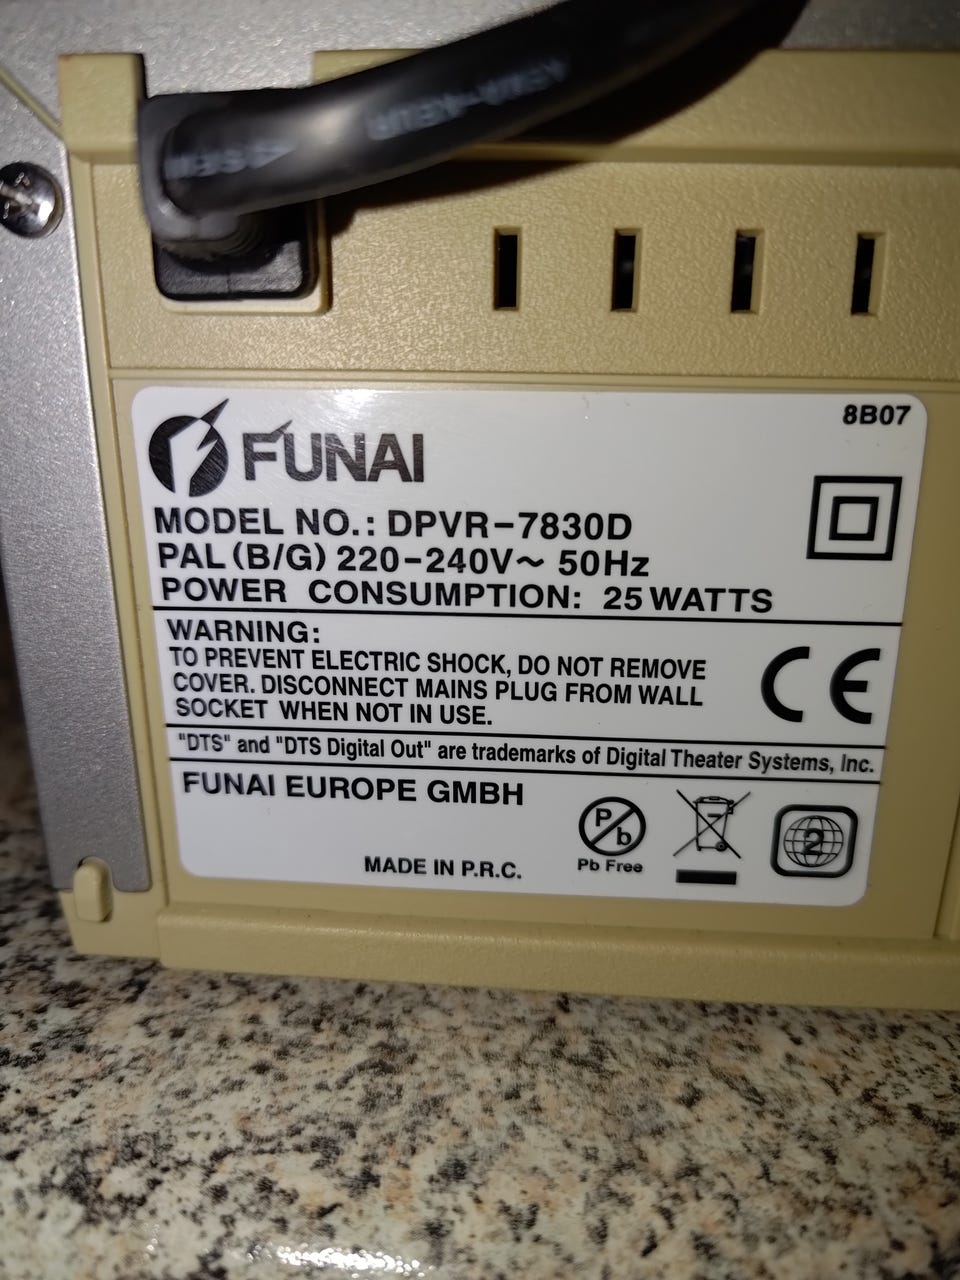 8B07
FUNAI
MODEL NO.: DPVR-7830D
PAL (B/G) 220-240V~ 50Hz
POWER CONSUMPTION: 25 WATTS
WARNING:
TO PREVENT ELECTRIC SHOCK, DO NOT REMOVE
COVER. DISCONNECT MAINS PLUG FROM WALL
SOCKET WHEN NOT IN USE.
CE
"DTS" and "DTS Digital Out" are trademarks of Digital Theater Systems, Inc.
FUNAI EUROPE GMBH
Pb
Pb Free
2
MADE IN P.R.C.